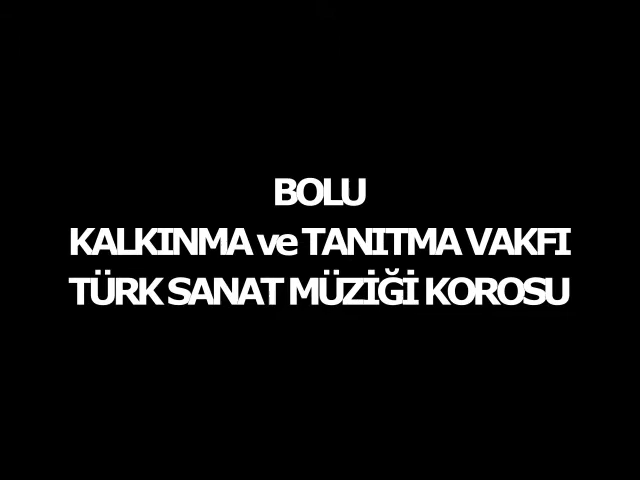 BOLU
KALKINMA ve TANITMA VAKFI
TÜRK SANAT MÜZİĞİ KOROSU